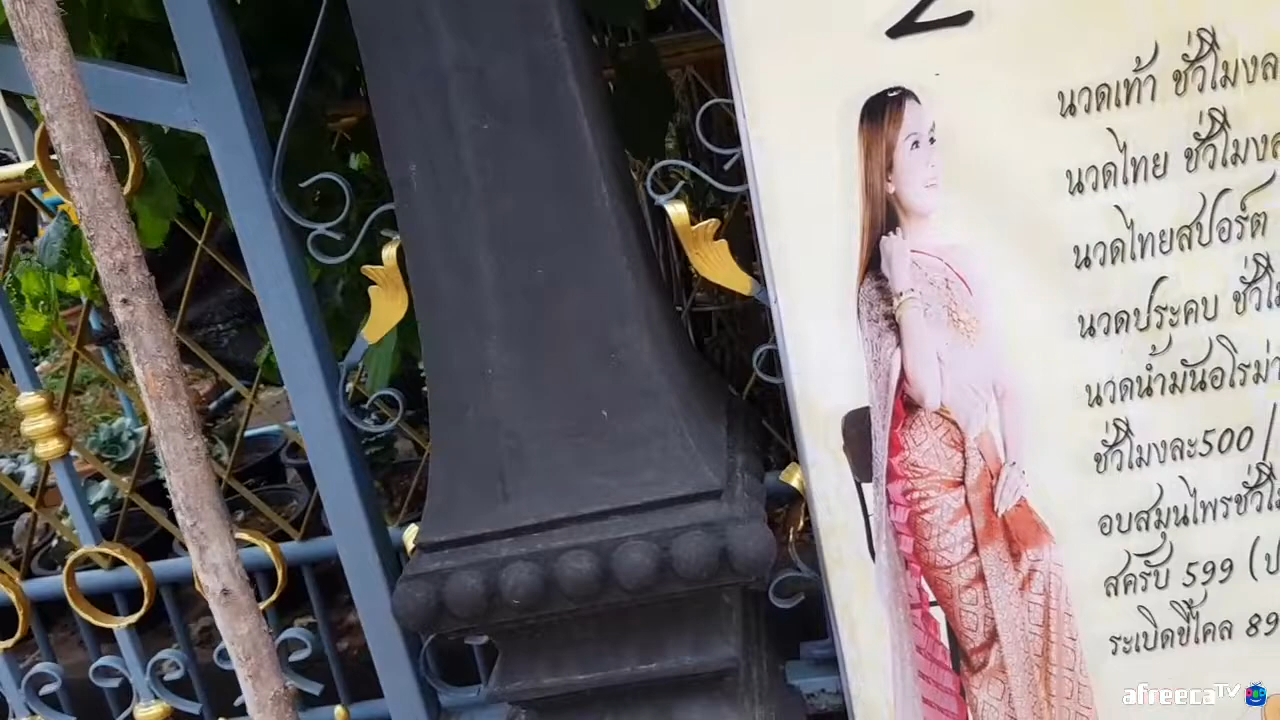 2
นวดเท้า ชั่วโมงล
นวดไทย ชั่วโมงล
นวดไทยสปอร์ต
นวดประคบ ชั่วโ
นวดน้ำมันอโรม่า
ชั่วโมงละ500 /
อบสมุนไพรชั่วโ
สครับ 599 (ป
ระเบิดขี้ไคล 89
afreecaTV